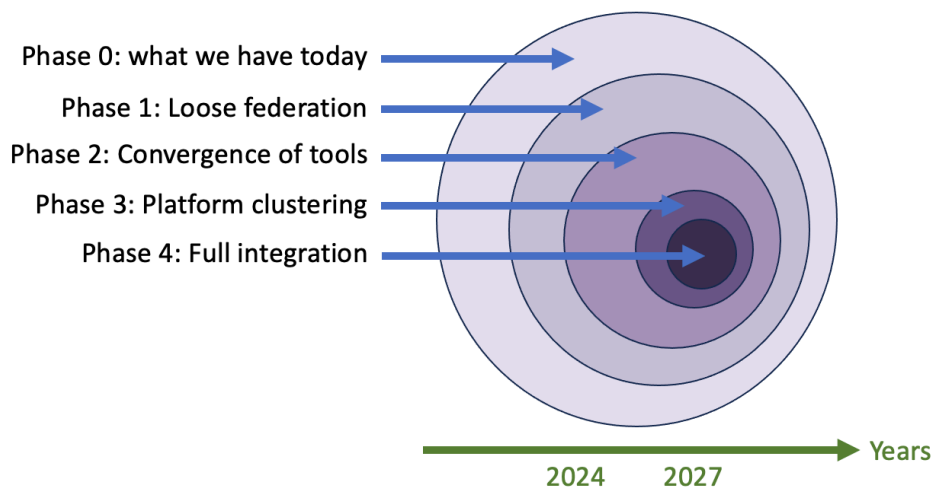 Phase 0: what we have today
Phase 1: Loose federation
Phase 2: Convergence of tools
Phase 3: Platform clustering
Phase 4: Full integration
Years
2024 2027